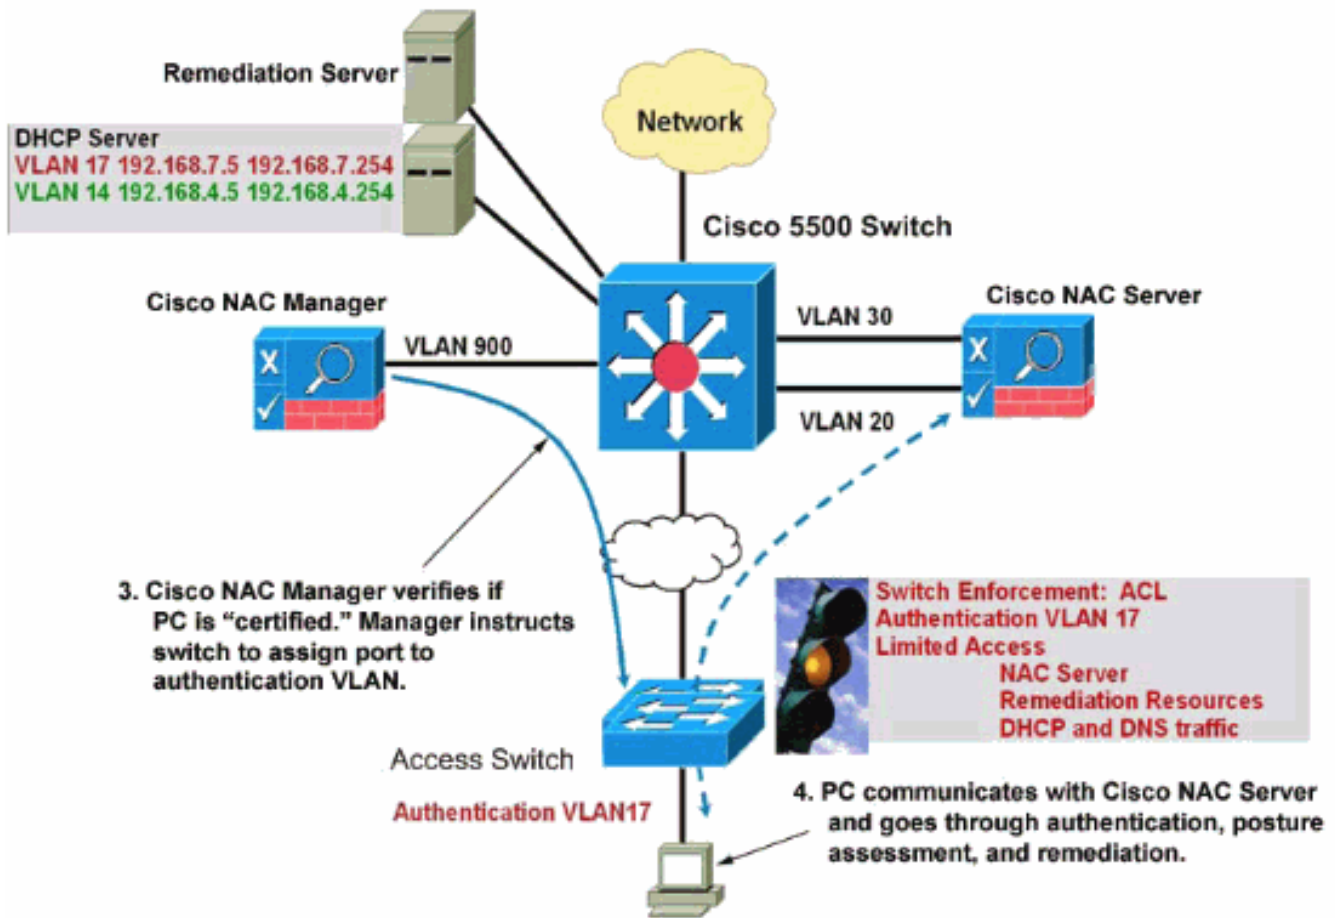 Remediation Server
Network
DHCP Server
VLAN 17 192.168.7.5 192.168.7.254
VLAN 14 192.168.4.5 192.168.4.254
Cisco 5500 Switch
Cisco NAC Manager
Cisco NAC Server
VLAN 900
VLAN 30
VLAN 20
3. Cisco NAC Manager verifies if
PC is “certified.” Manager instructs
switch to assign port to
authentication VLAN.
Switch Enforcement: ACL
Authentication VLAN 17
Limited Access
NAC Server
Remediation Resources
DHCP and DNS traffic
Access Switch
Authentication VLAN17
4. PC communicates with Cisco NAC Server
and goes through authentication, posture
assessment, and remediation.